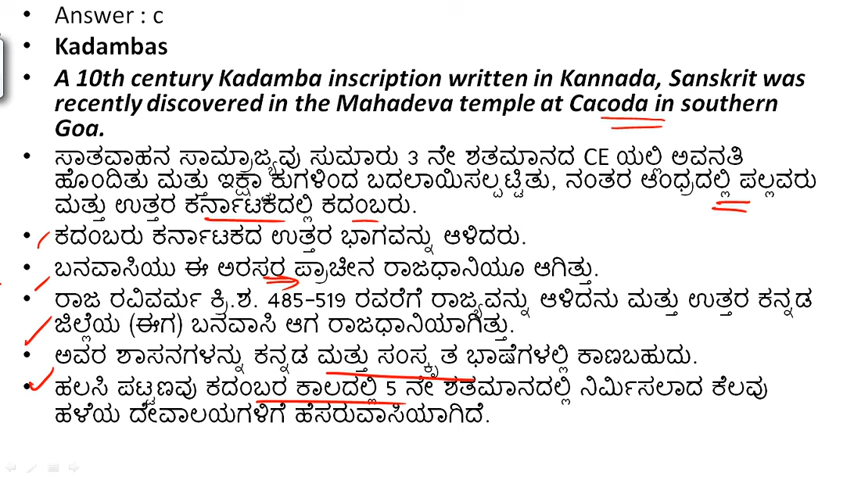 • Answer : c
• Kadambas
• A 10th century Kadamba inscription written in Kannada, Sanskrit was
recently discovered in the Mahadeva temple at Cacoda in southern
Goa.
• ಸಾತವಾಹನ ಸಾಮ್ರಾಜ್ಯವು ಸುಮಾರು 3 ನೇ ಶತಮಾನದ CE ಯಲ್ಲಿ ಅವನತಿ
ಹೊಂದಿತು ಮತ್ತು ಇಕ್ಷ್ವಾಕುಗಳಿಂದ ಬದಲಾಯಿಸಲ್ಪಟ್ಟಿತು, ನಂತರ ಆಂಧ್ರದಲ್ಲಿ ಪಲ್ಲವರು
ಮತ್ತು ಉತ್ತರ ಕರ್ನಾಟಕದಲ್ಲಿ ಕದಂಬರು.
• ಕದಂಬರು ಕರ್ನಾಟಕದ ಉತ್ತರ ಭಾಗವನ್ನು ಆಳಿದರು.
• ಬನವಾಸಿಯು ಈ ಅರಸರ ಪ್ರಾಚೀನ ರಾಜಧಾನಿಯೂ ಆಗಿತ್ತು.
• ರಾಜ ರವಿವರ್ಮ ಕ್ರಿ.ಶ. 485-519 ರವರೆಗೆ ರಾಜ್ಯವನ್ನು ಆಳಿದನು ಮತ್ತು ಉತ್ತರ ಕನ್ನಡ
ಜಿಲ್ಲೆಯ (ಈಗ) ಬನವಾಸಿ ಆಗ ರಾಜಧಾನಿಯಾಗಿತ್ತು.
• ಅವರ ಶಾಸನಗಳನ್ನು ಕನ್ನಡ ಮತ್ತು ಸಂಸ್ಕೃತ ಭಾಷೆಗಳಲ್ಲಿ ಕಾಣಬಹುದು.
• ಹಲಸಿ ಪಟ್ಟಣವು ಕದಂಬರ ಕಾಲದಲ್ಲಿ 5 ನೇ ಶತಮಾನದಲ್ಲಿ ನಿರ್ಮಿಸಲಾದ ಕೆಲವು
ಹಳೆಯ ದೇವಾಲಯಗಳಿಗೆ ಹೆಸರುವಾಸಿಯಾಗಿದೆ.